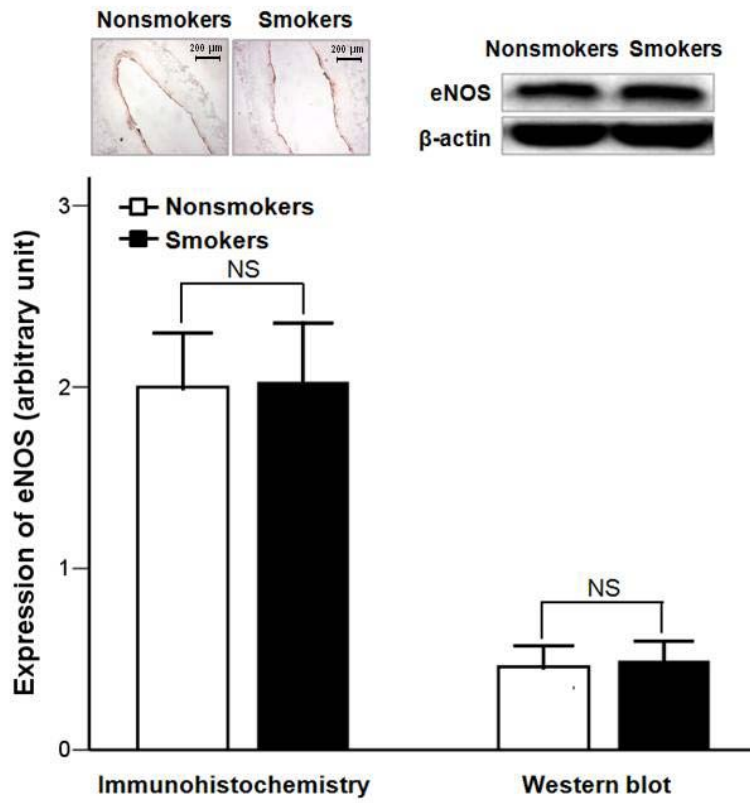 Nonsmokers Smokers
200 µm 200 µm
Nonsmokers Smokers
eNOS
β-actin
Expression of eNOS (arbitrary unit)
3
2
1
0
Nonsmokers
Smokers
NS
NS
Immunohistochemistry Western blot